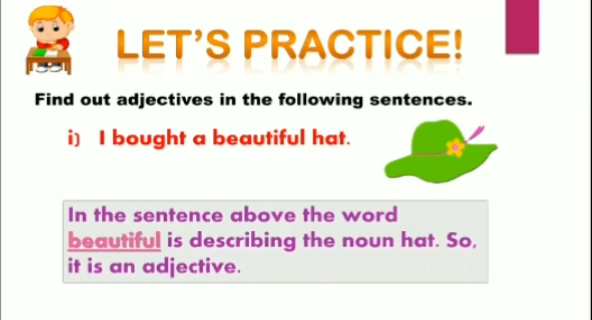 LET'S PRACTICE!
Find out adjectives in the following sentences.
i) I bought a beautiful hat.
In the sentence above the word
beautiful is describing the noun hat. So,
it is an adjective.